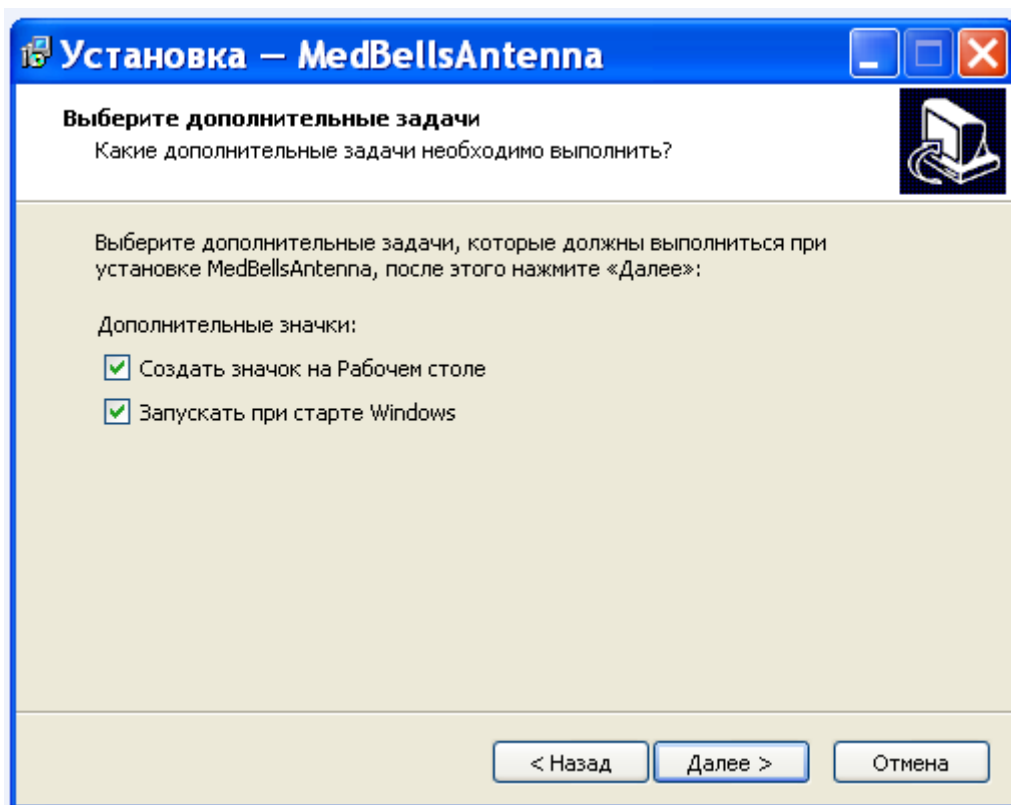 Установка — MedBellsAntenna
Выберите дополнительные задачи
Какие дополнительные задачи необходимо выполнить?
Выберите дополнительные задачи, которые должны выполниться при
установке MedBellsAntenna, после этого нажмите «Далее»:
Дополнительные значки:
Создать значок на Рабочем столе
Запускать при старте Windows
< Назад
Далее >
Отмена